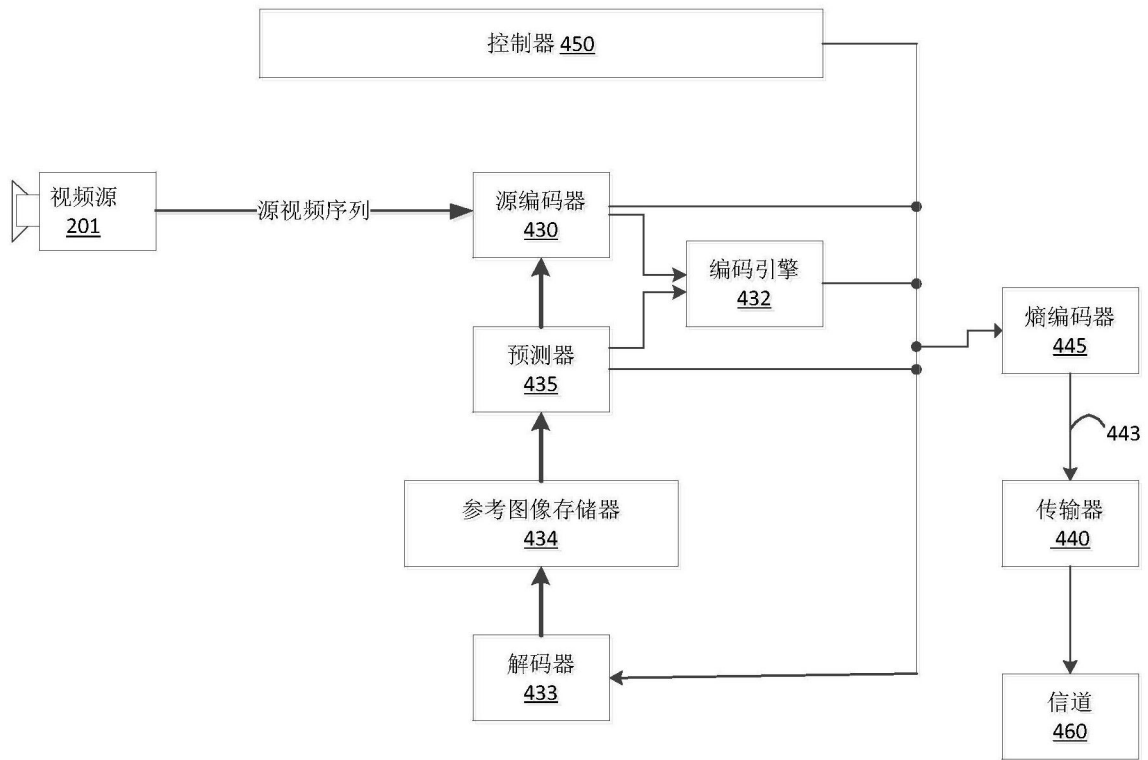 控制器 450
视频源
201
源视频序列
源编码器
430
编码引擎
432
预测器
435
熵编码器
445
443
参考图像存储器
434
传输器
440
解码器
433
信道
460